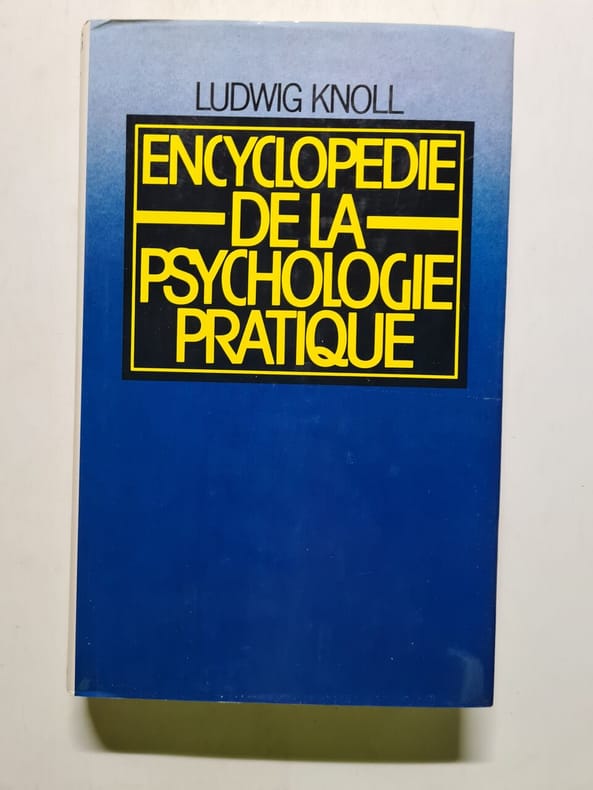 LUDWIG KNOLL
ENCYCLOPEDIE
DE LA
PSYCHOLOGIE
PRATIQUE